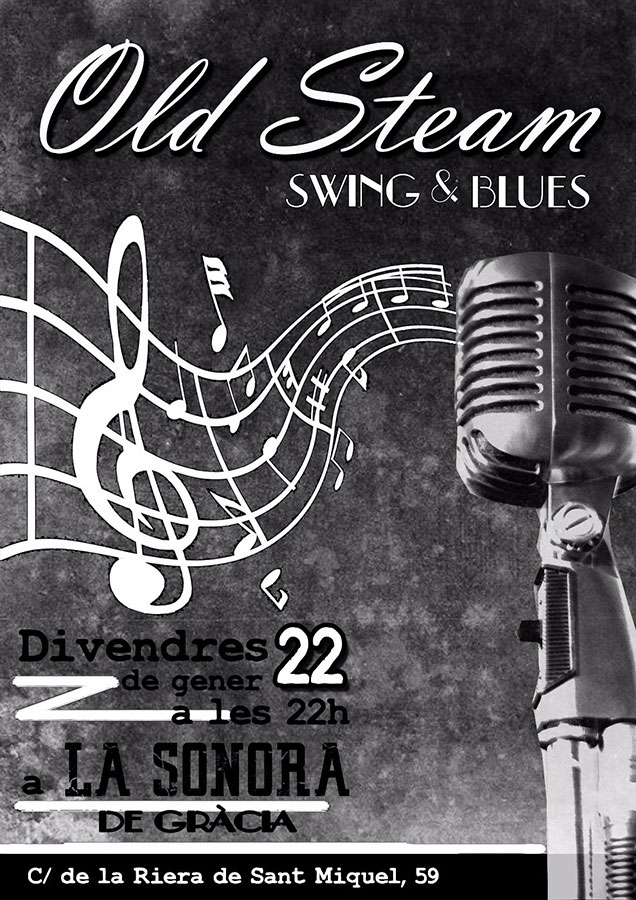 Old Steam
SWING & BLUES
Divendres 22
de gener
a les 22h
a LA SONORA
DE GRÀCIA
C/ de la Riera de Sant Miquel, 59